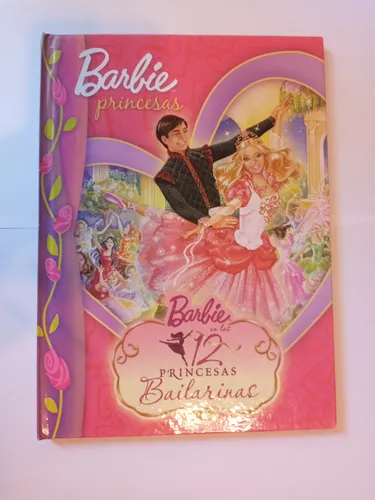 Barbie
princesas
Barbie
en las
12
PRINCESAS
Bailarinas